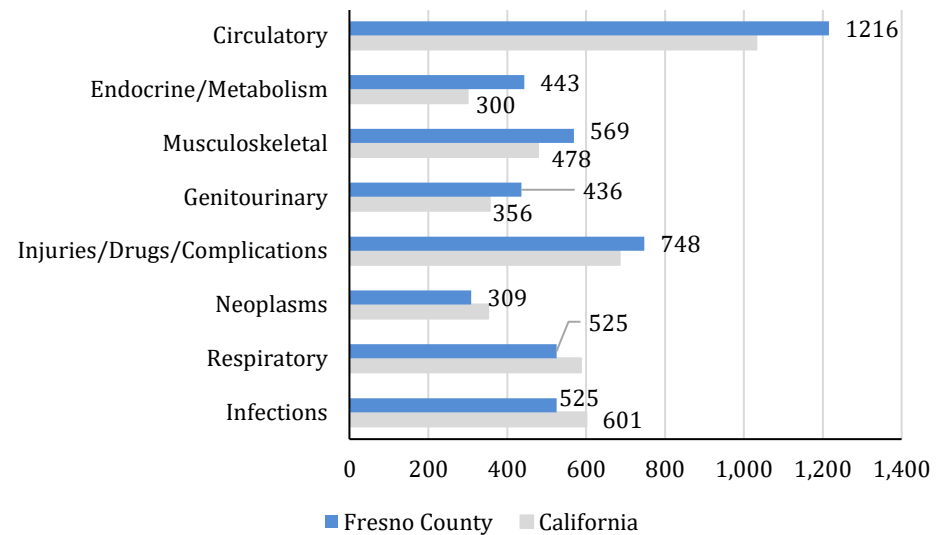 Circulatory 1216
Endocrine/Metabolism 443
300
Musculoskeletal 569
478
Genitourinary 436
356
Injuries/Drugs/Complications 748
Neoplasms 309
Respiratory 525
Infections 525
601
0 200 400 600 800 1,000 1,200 1,400
Fresno County California